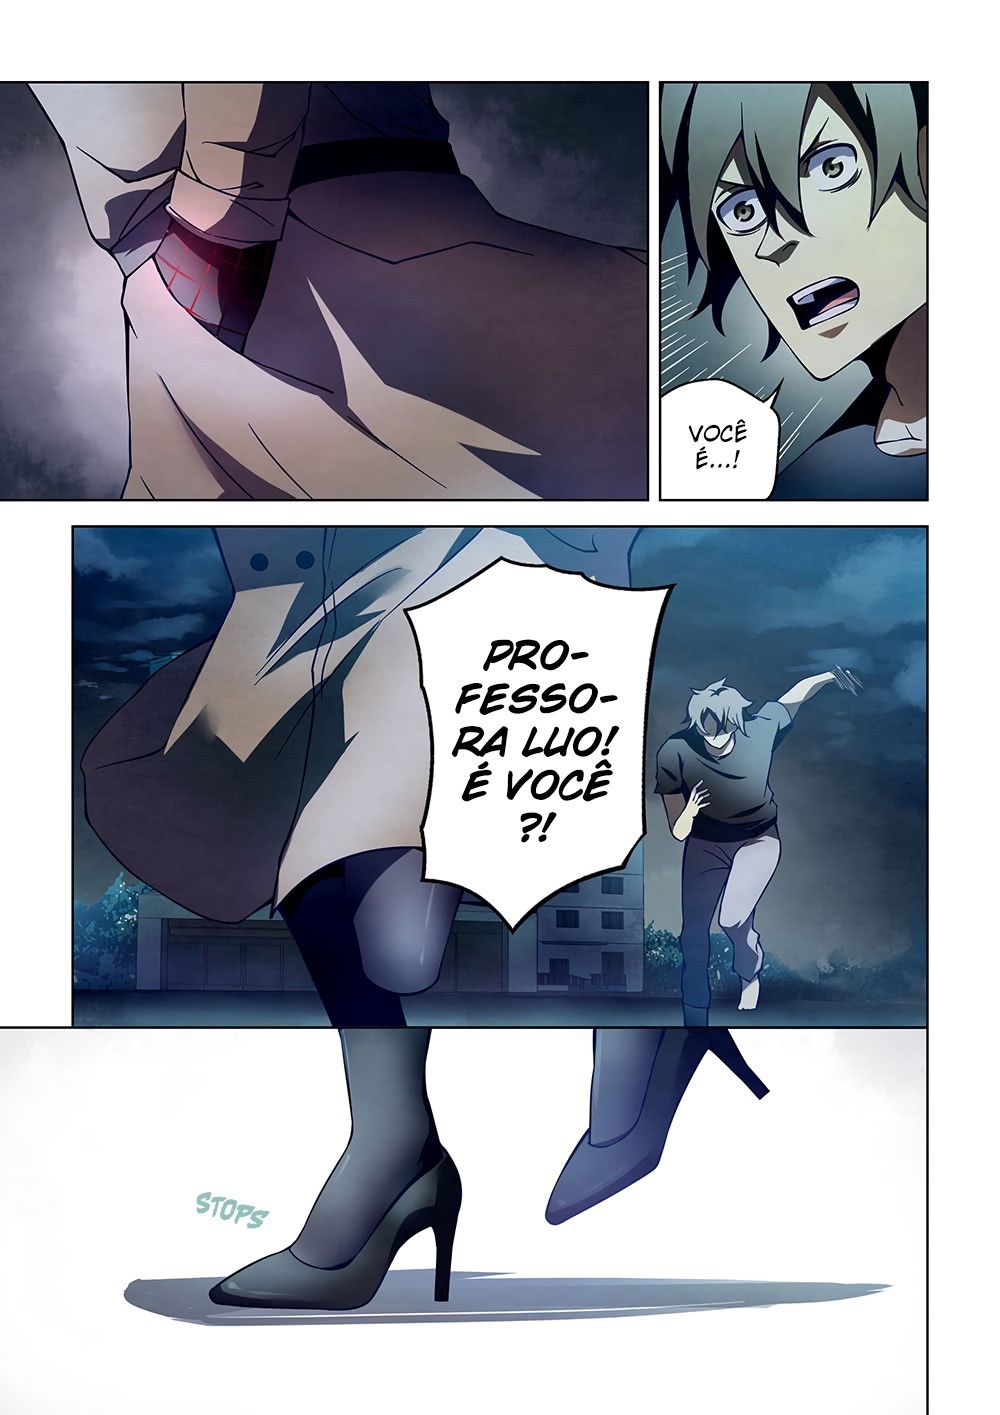 VOCÊ
É...!
PRO-
FESSO-
RA LUO!
É VOCÊ
?!
STOPS